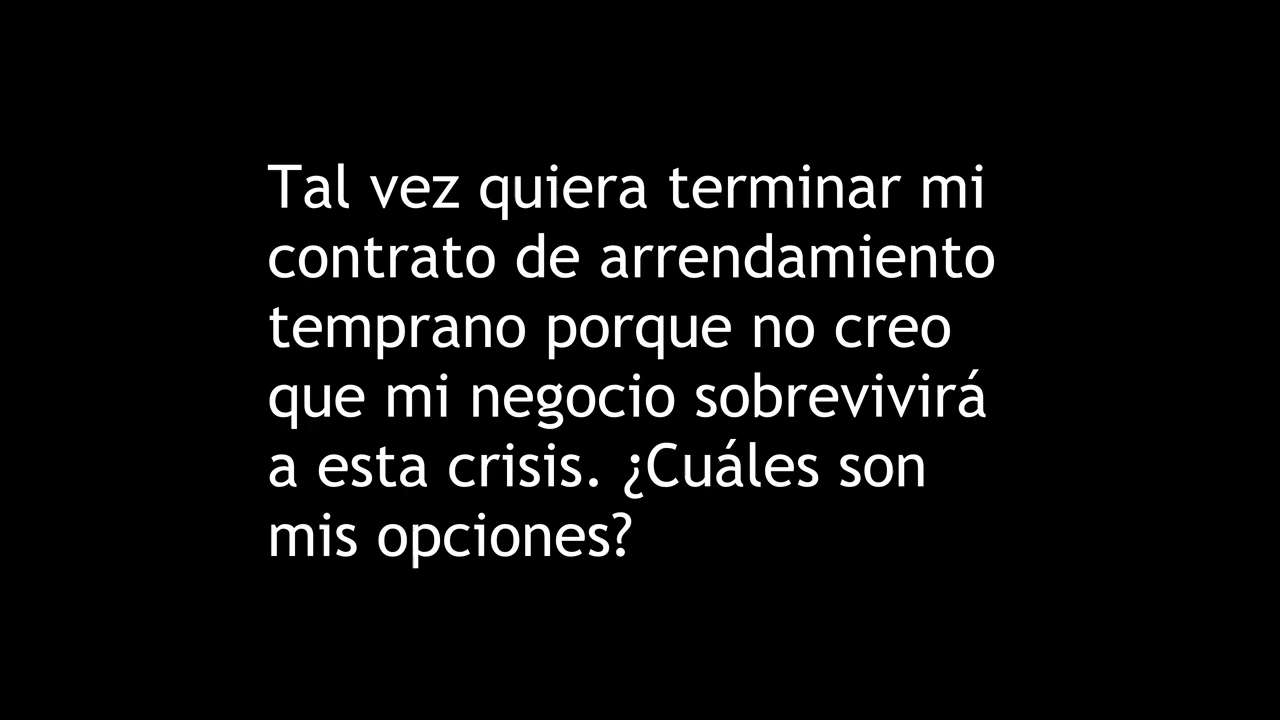 Tal vez quiera terminar mi
contrato de arrendamiento
temprano porque no creo
que mi negocio sobrevivirá
a esta crisis. ¿Cuáles son
mis opciones?